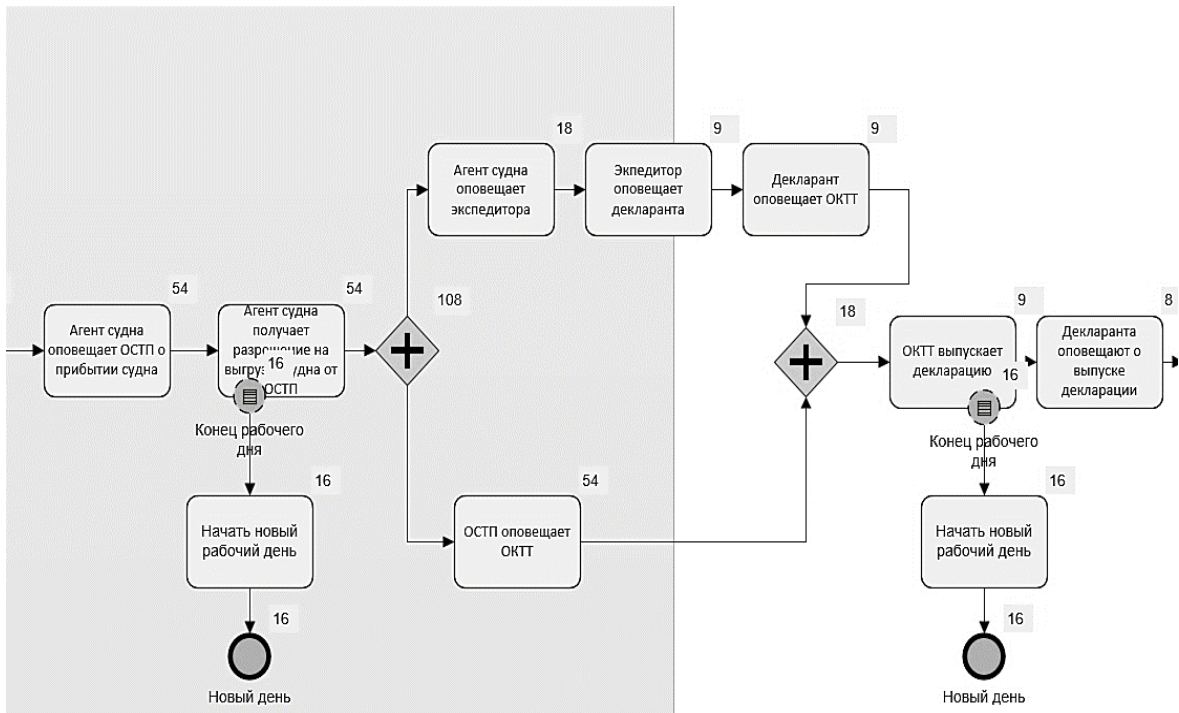 18
9
9
Агент судна
оповещает
экспедитора
Экпедитор
оповещает
декларанта
Декларант
оповещает ОКТТ
54
54
108
18
9
8
Агент судна
оповещает ОСТП о
прибытии судна
Агент судна
получает
разрешение на
16
ОСТП
ОКТТ выпускает
декларацию
16
Декларанта
оповещают о
выпуске
декларации
Конец рабочего
дня
Конец рабочего
дня
16
54
16
Начать новый
рабочий день
ОСТП оповещает
ОКТТ
Начать новый
рабочий день
16
16
Новый день
Новый день